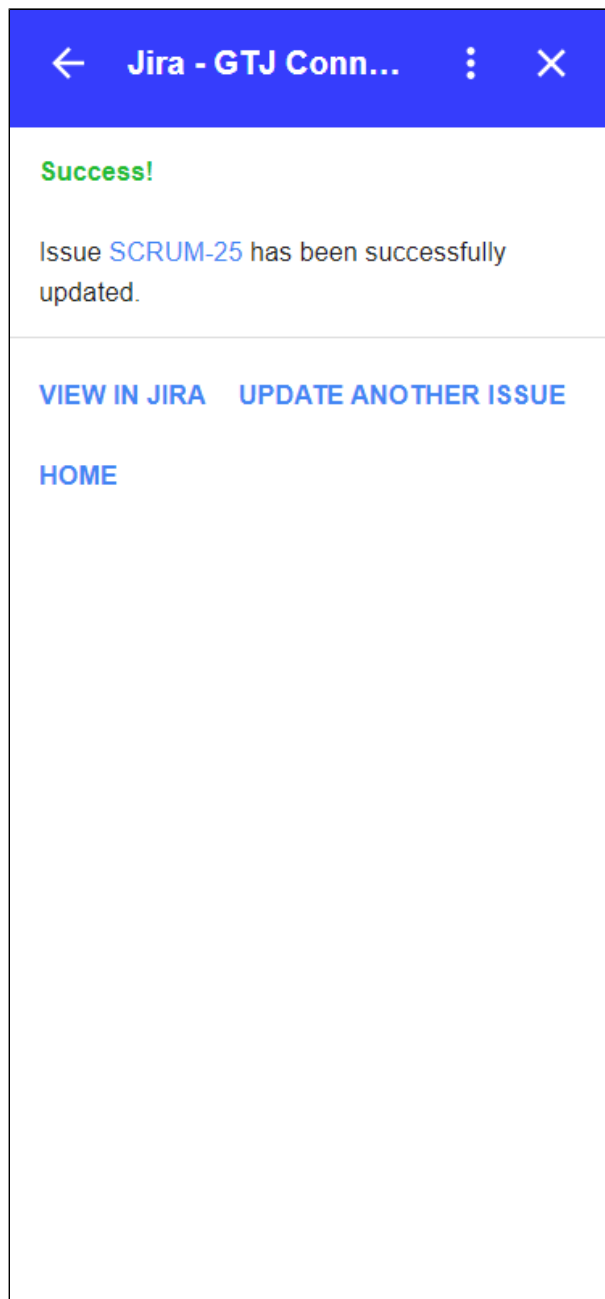 Jira - GTJ Conn...
Success!
Issue SCRUM-25 has been successfully
updated.
VIEW IN JIRA UPDATE ANOTHER ISSUE
HOME